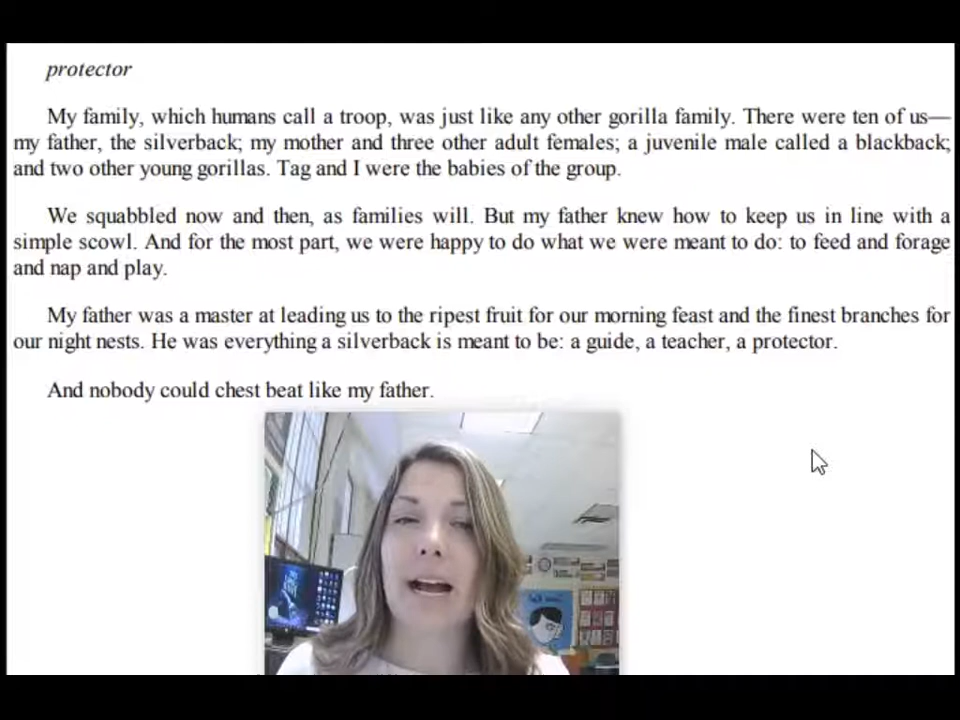 protector
My family, which humans call a troop, was just like any other gorilla family. There were ten of us—
my father, the silverback; my mother and three other adult females; a juvenile male called a blackback;
and two other young gorillas. Tag and I were the babies of the group.
We squabbled now and then, as families will. But my father knew how to keep us in line with a
simple scowl. And for the most part, we were happy to do what we were meant to do: to feed and forage
and nap and play.
My father was a master at leading us to the ripest fruit for our morning feast and the finest branches for
our night nests. He was everything a silverback is meant to be: a guide, a teacher, a protector.
And nobody could chest beat like my father.